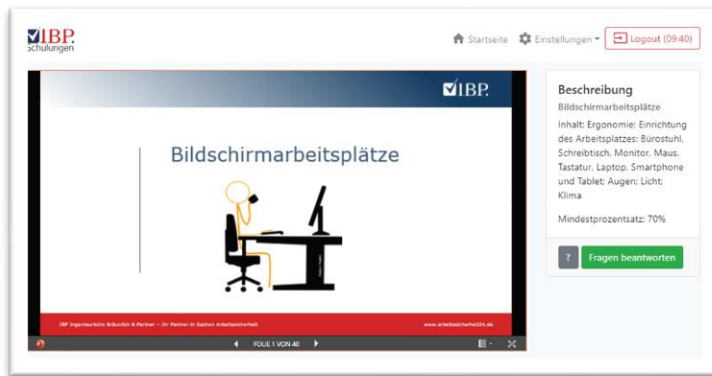 IBP.
Schulungen
Startseite
Einstellungen
Logout (09:40)
IBP.
Bildschirmarbeitsplätze
IBP Ingenieurbüro Bräunlich & Partner – Ihr Partner in Sachen Arbeitssicherheit
www.arbeitssicherheit24.de
FOLIE 1 VON 40
Beschreibung
Bildschirmarbeitsplätze
Inhalt: Ergonomie: Einrichtung
des Arbeitsplatzes: Bürostuhl,
Schreibtisch, Monitor, Maus,
Tastatur, Laptop, Smartphone
und Tablet; Augen; Licht;
Klima
Mindestprozentsatz: 70%
?
Fragen beantworten